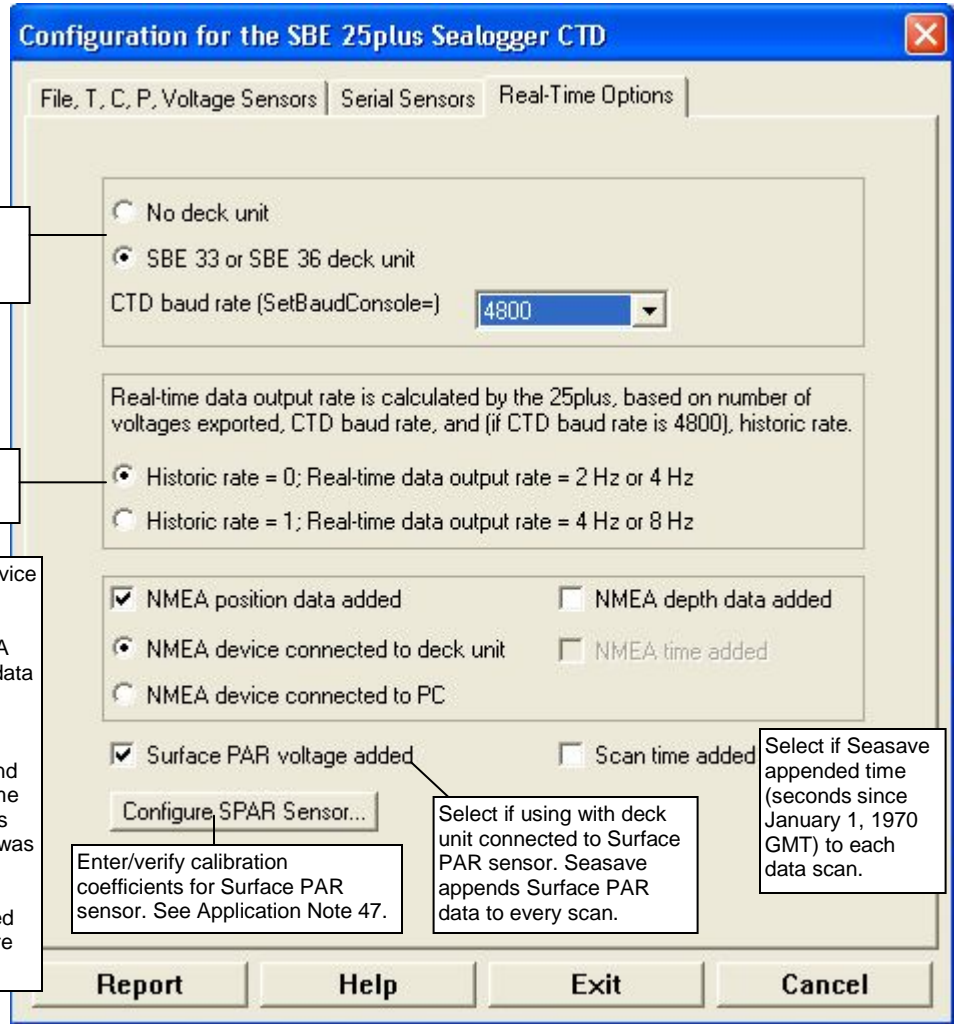 Configuration for the SBE 25plus Sealogger CTD
File, T, C, P, Voltage Sensors
Serial Sensors
Real-Time Options
No deck unit
SBE 33 or SBE 36 deck unit
CTD baud rate (SetBaudConsole=)
4800
Real-time data output rate is calculated by the 25plus, based on number of
voltages exported, CTD baud rate, and (if CTD baud rate is 4800), historic rate.
Historic rate = 0; Real-time data output rate = 2 Hz or 4 Hz
Historic rate = 1; Real-time data output rate = 4 Hz or 8 Hz
NMEA position data added
NMEA depth data added
NMEA device connected to deck unit
NMEA time added
NMEA device connected to PC
Surface PAR voltage added
Scan time added
Configure SPAR Sensor...
Enter/verify calibration
coefficients for Surface PAR
sensor. See Application Note 47.
Select if using with deck
unit connected to Surface
PAR sensor. Seasave
appends Surface PAR
data to every scan.
Select if Seasave
appended time
(seconds since
January 1, 1970
GMT) to each
data scan.
was
Report
Help
Exit
Cancel